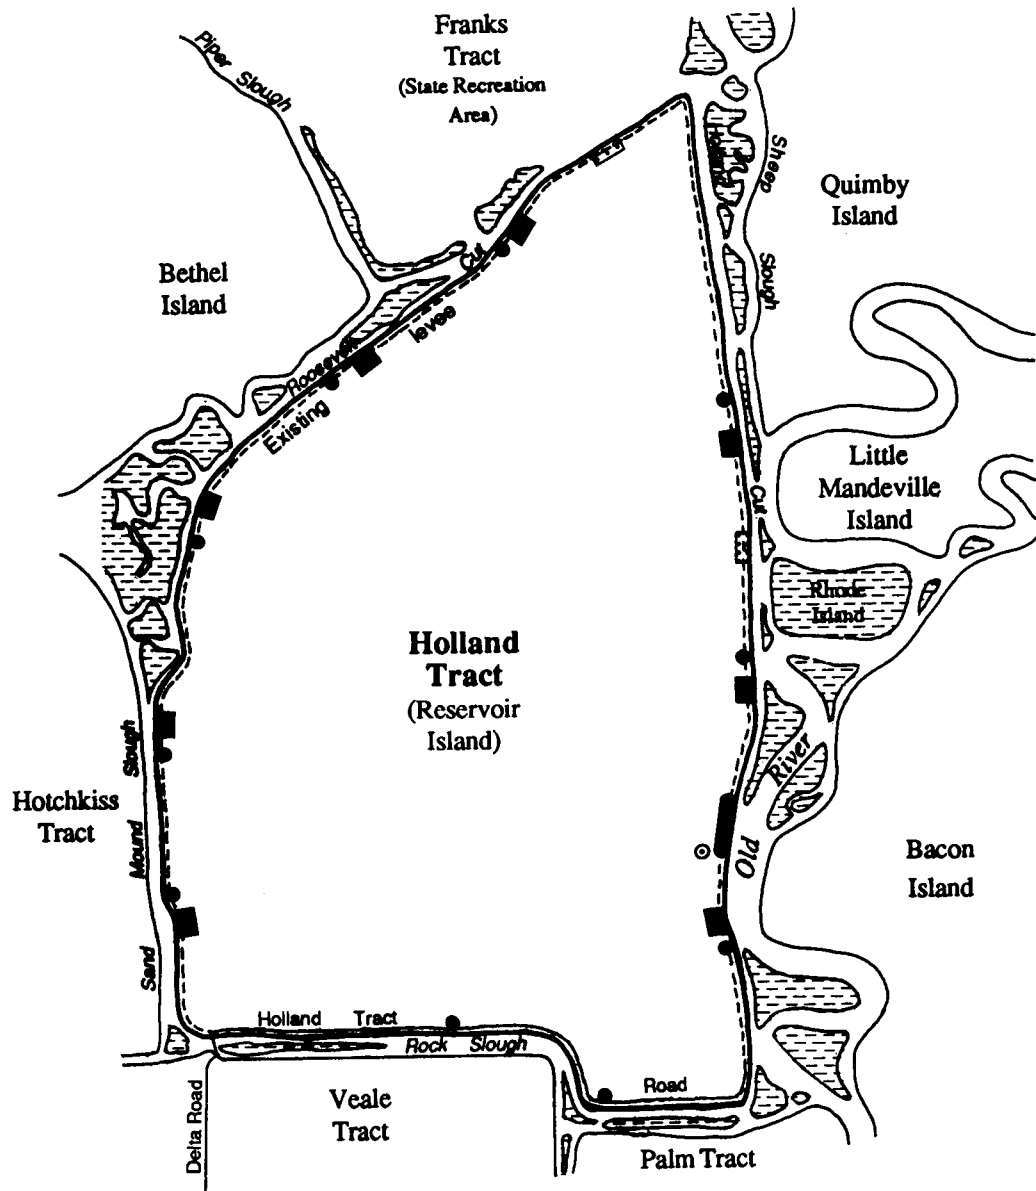 Franks
Tract
(State Recreation
Area)
Piper Slough
Holland
Sheep
Slough
Quimby
Island
Bethel
Island
Cut
Roosevelt
Existing levee
Little
Mandeville
Island
Cut
Rhode
Island
Holland
Tract
(Reservoir
Island)
River
Old
Hotchkiss
Tract
Slough
Mound
Sand
Bacon
Island
Holland Tract
Rock Slough
Road
Delta Road
Veale
Tract
Palm Tract